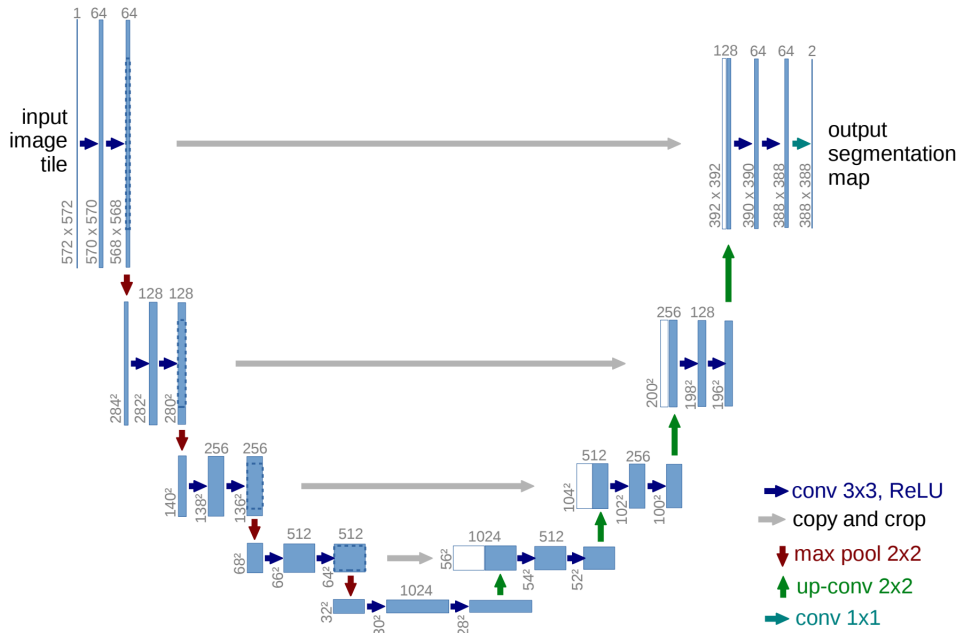 1 64 64
128 64 64 2
input
image
tile
output
segmentation
map
572 x 572
570 x 570
568 x 568
392 x 392
390 x 390
388 x 388
388 x 388
128 128
256 128
284²
282²
280²
200²
198²
196²
256 256
512 256
140²
138²
136²
104²
102²
100²
512 512
1024 512
68²
66²
64²
56²
54²
52²
1024
32²
30²
28²
conv 3x3, ReLU
copy and crop
max pool 2x2
up-conv 2x2
conv 1x1